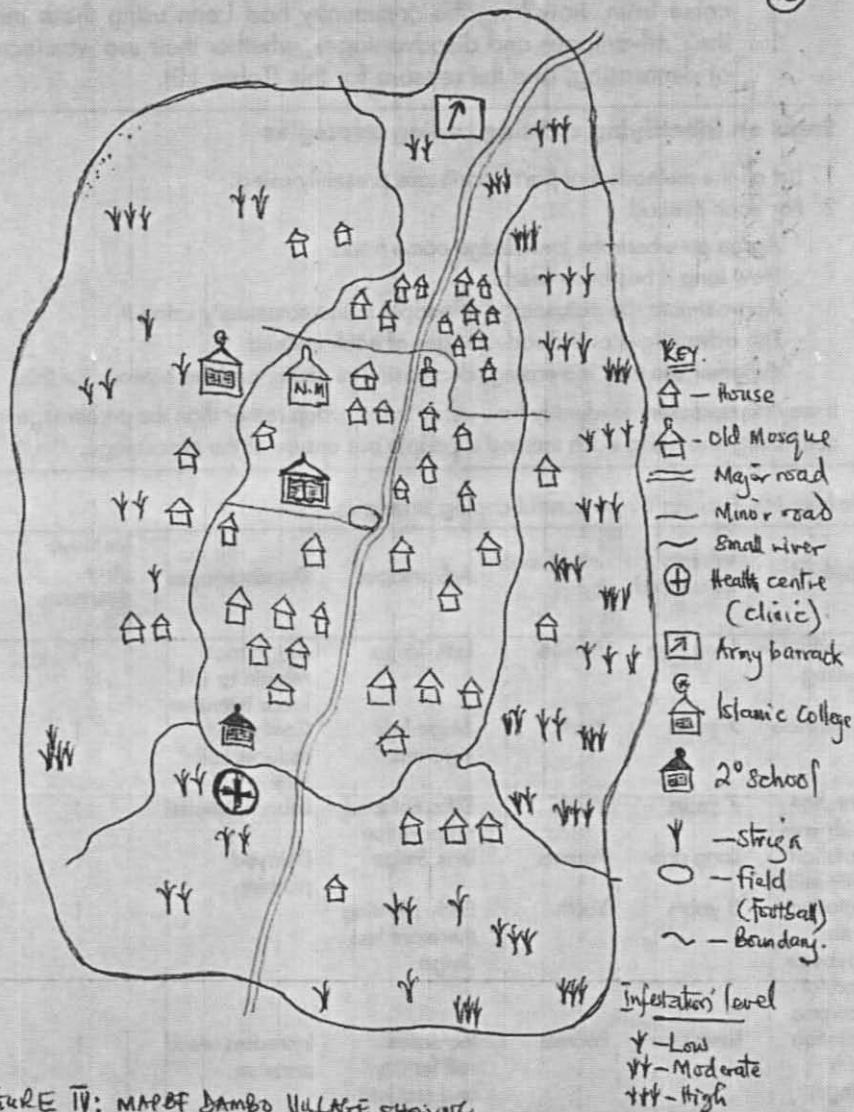 N.M
KEY.
House
Old Mosque
Major road
Minor road
Small river
Health centre
(clinic)
Army barrack
Islamic College
2° School
striga
field
(Football)
Boundary.
Infestation level
Low
Moderate
High
URE IV: MAP OF DAMBO VILLAGE SHOWING